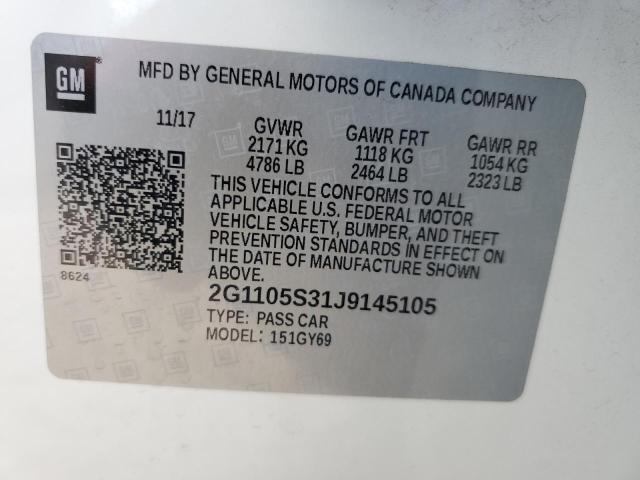 GM
MFD BY GENERAL MOTORS OF CANADA COMPANY
11/17 GVWR GAWR FRT GAWR RR
2171 KG 1118 KG 1054 KG
4786 LB 2464 LB 2323 LB
THIS VEHICLE CONFORMS TO ALL
APPLICABLE U.S. FEDERAL MOTOR
VEHICLE SAFETY, BUMPER, AND THEFT
PREVENTION STANDARDS IN EFFECT ON
THE DATE OF MANUFACTURE SHOWN
ABOVE.
8624
2G1105S31J9145105
TYPE: PASS CAR
MODEL: 151GY69